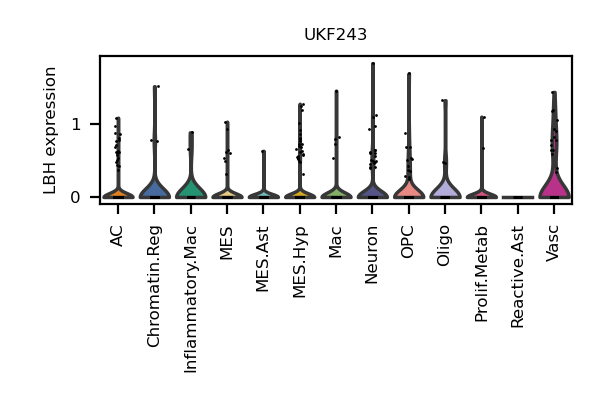 UKF243
LBH expression
1
0
AC
Chromatin.Reg
Inflammatory.Mac
MES
MES.Ast
MES.Hyp
Mac
Neuron
OPC
Oligo
Prolif.Metab
Reactive.Ast
Vasc